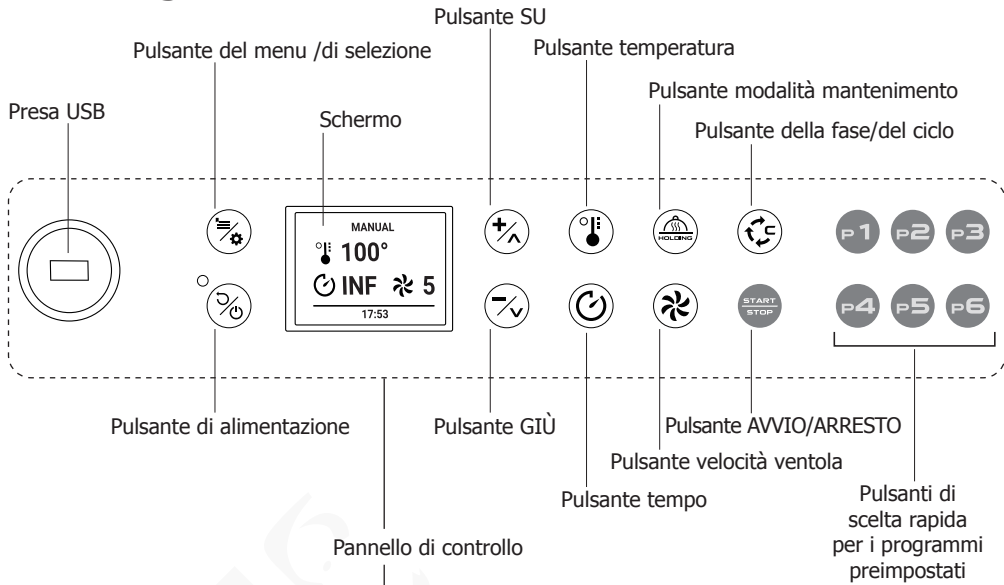 Pulsante SU
Pulsante del menu /di selezione
Pulsante temperatura
Pulsante modalità mantenimento
Presa USB
Schermo
Pulsante della fase/del ciclo
MANUAL
100°
INF 5
17:53
HOLDING
P1 P2 P3
START
STOP
P4 P5 P6
Pulsante di alimentazione
Pulsante GIÙ
Pulsante AVVIO/ARRESTO
Pulsante velocità ventola
Pulsante tempo
Pulsanti di
scelta rapida
per i programmi
preimpostati
Pannello di controllo